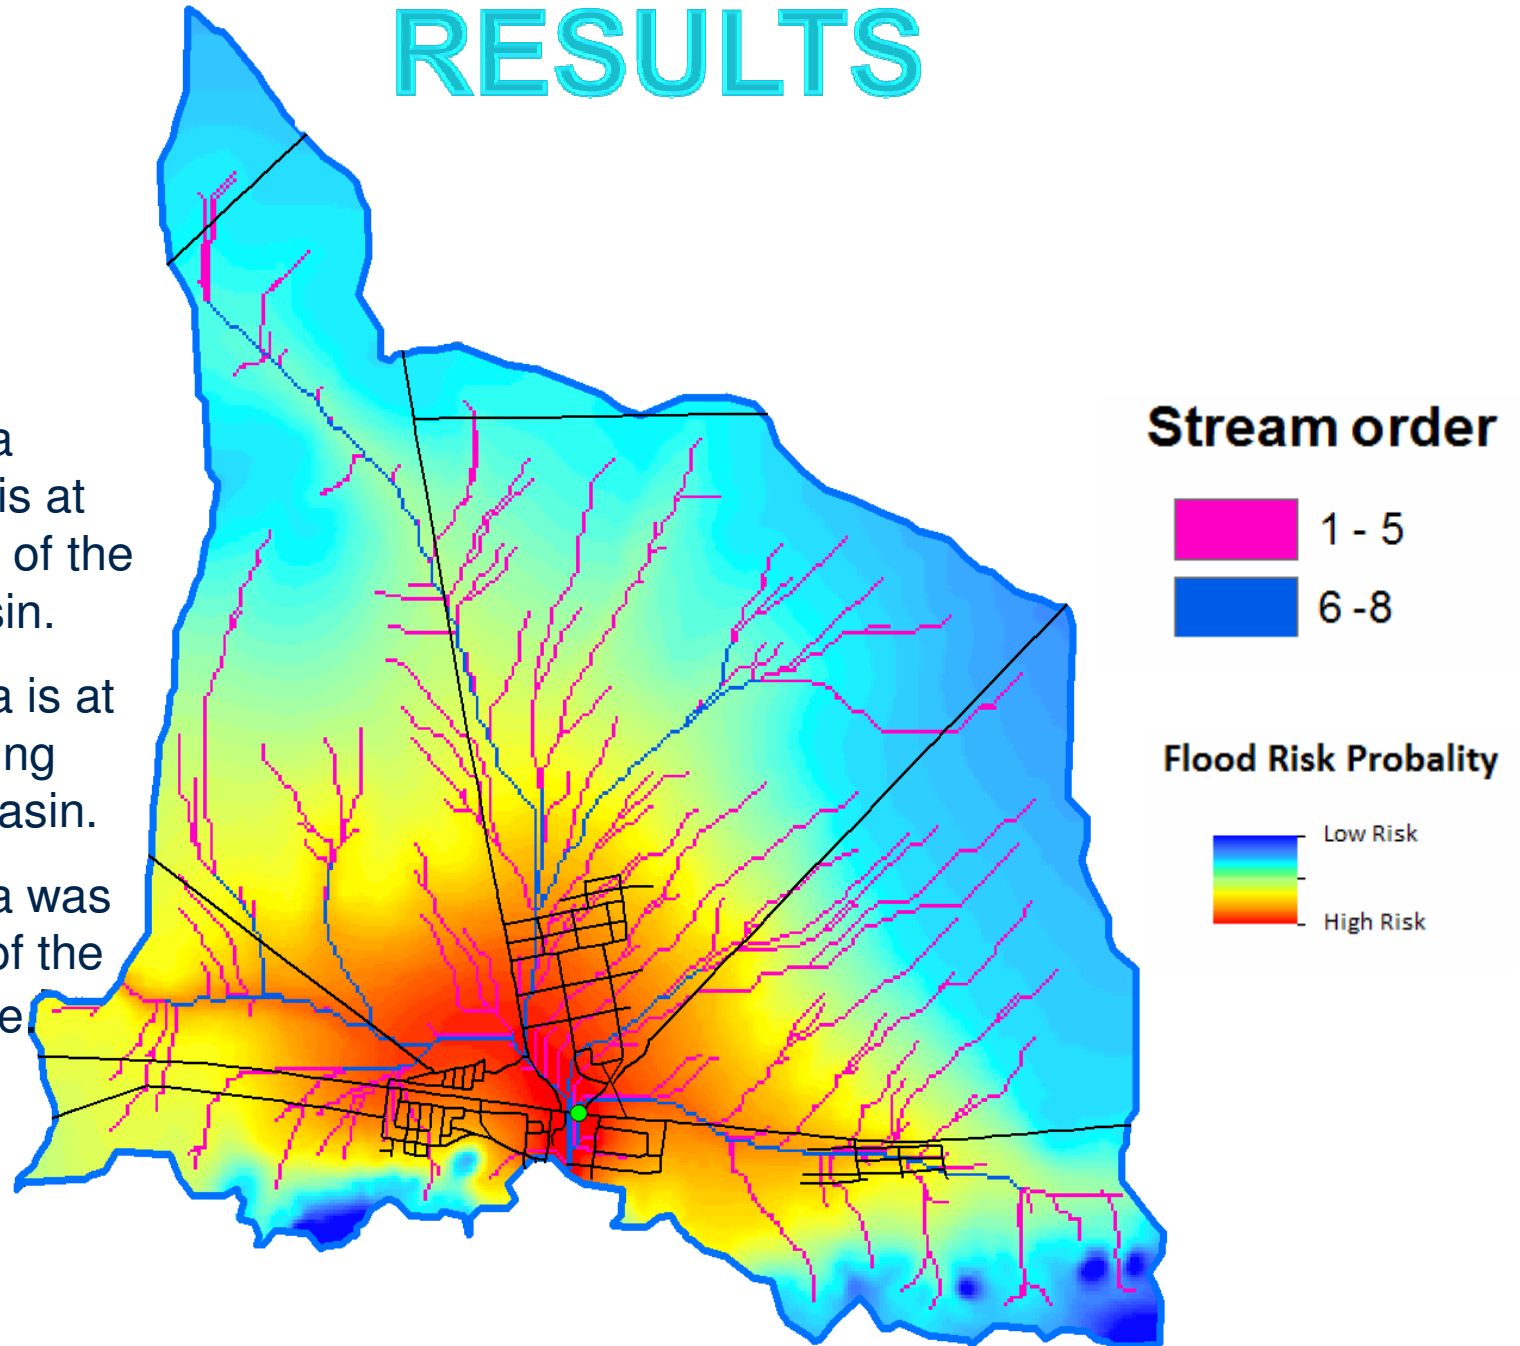 RESULTS
a
is at
of the
sin.
a is at
ng
asin.
a was
of the
e.
Stream order
1 - 5
6 -8
Flood Risk Probality
Low Risk
High Risk